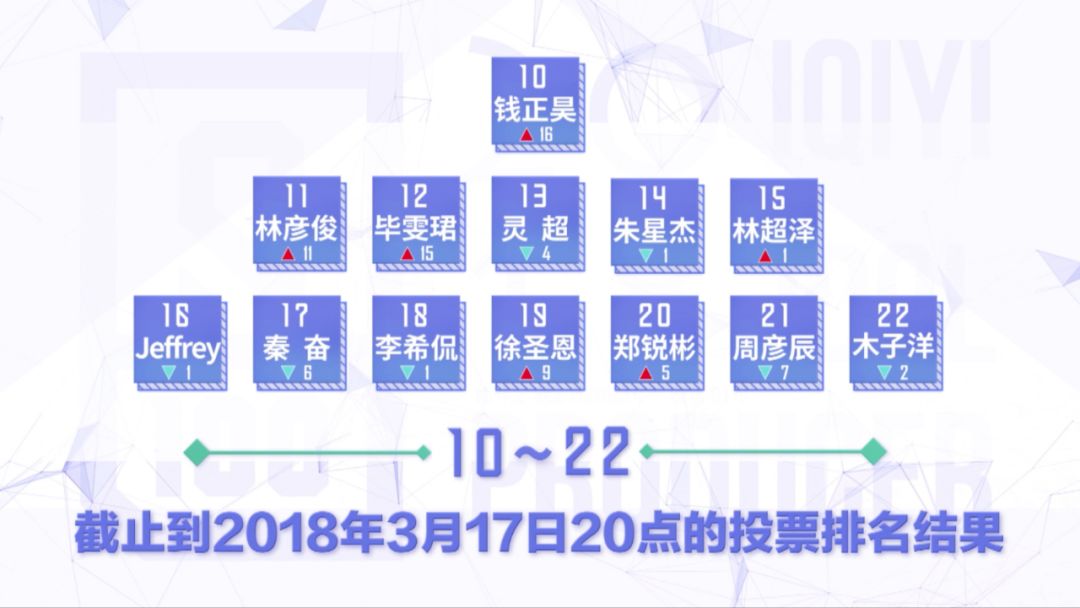 IQIYI
10
钱正昊
▲ 16
11 12 13 14 15
林彦俊 毕雯珺 灵 超 朱星杰 林超泽
▲ 11 ▲ 15 ▼ 4 ▼ 1 ▲ 1
16 17 18 19 20 21 22
Jeffrey 秦 奋 李希侃 徐圣恩 郑锐彬 周彦辰 木子洋
▼ 1 ▼ 6 ▼ 1 ▲ 9 ▲ 5 ▼ 7 ▼ 2
10~22
100
PRODUCER
截止到2018年3月17日20点的投票排名结果